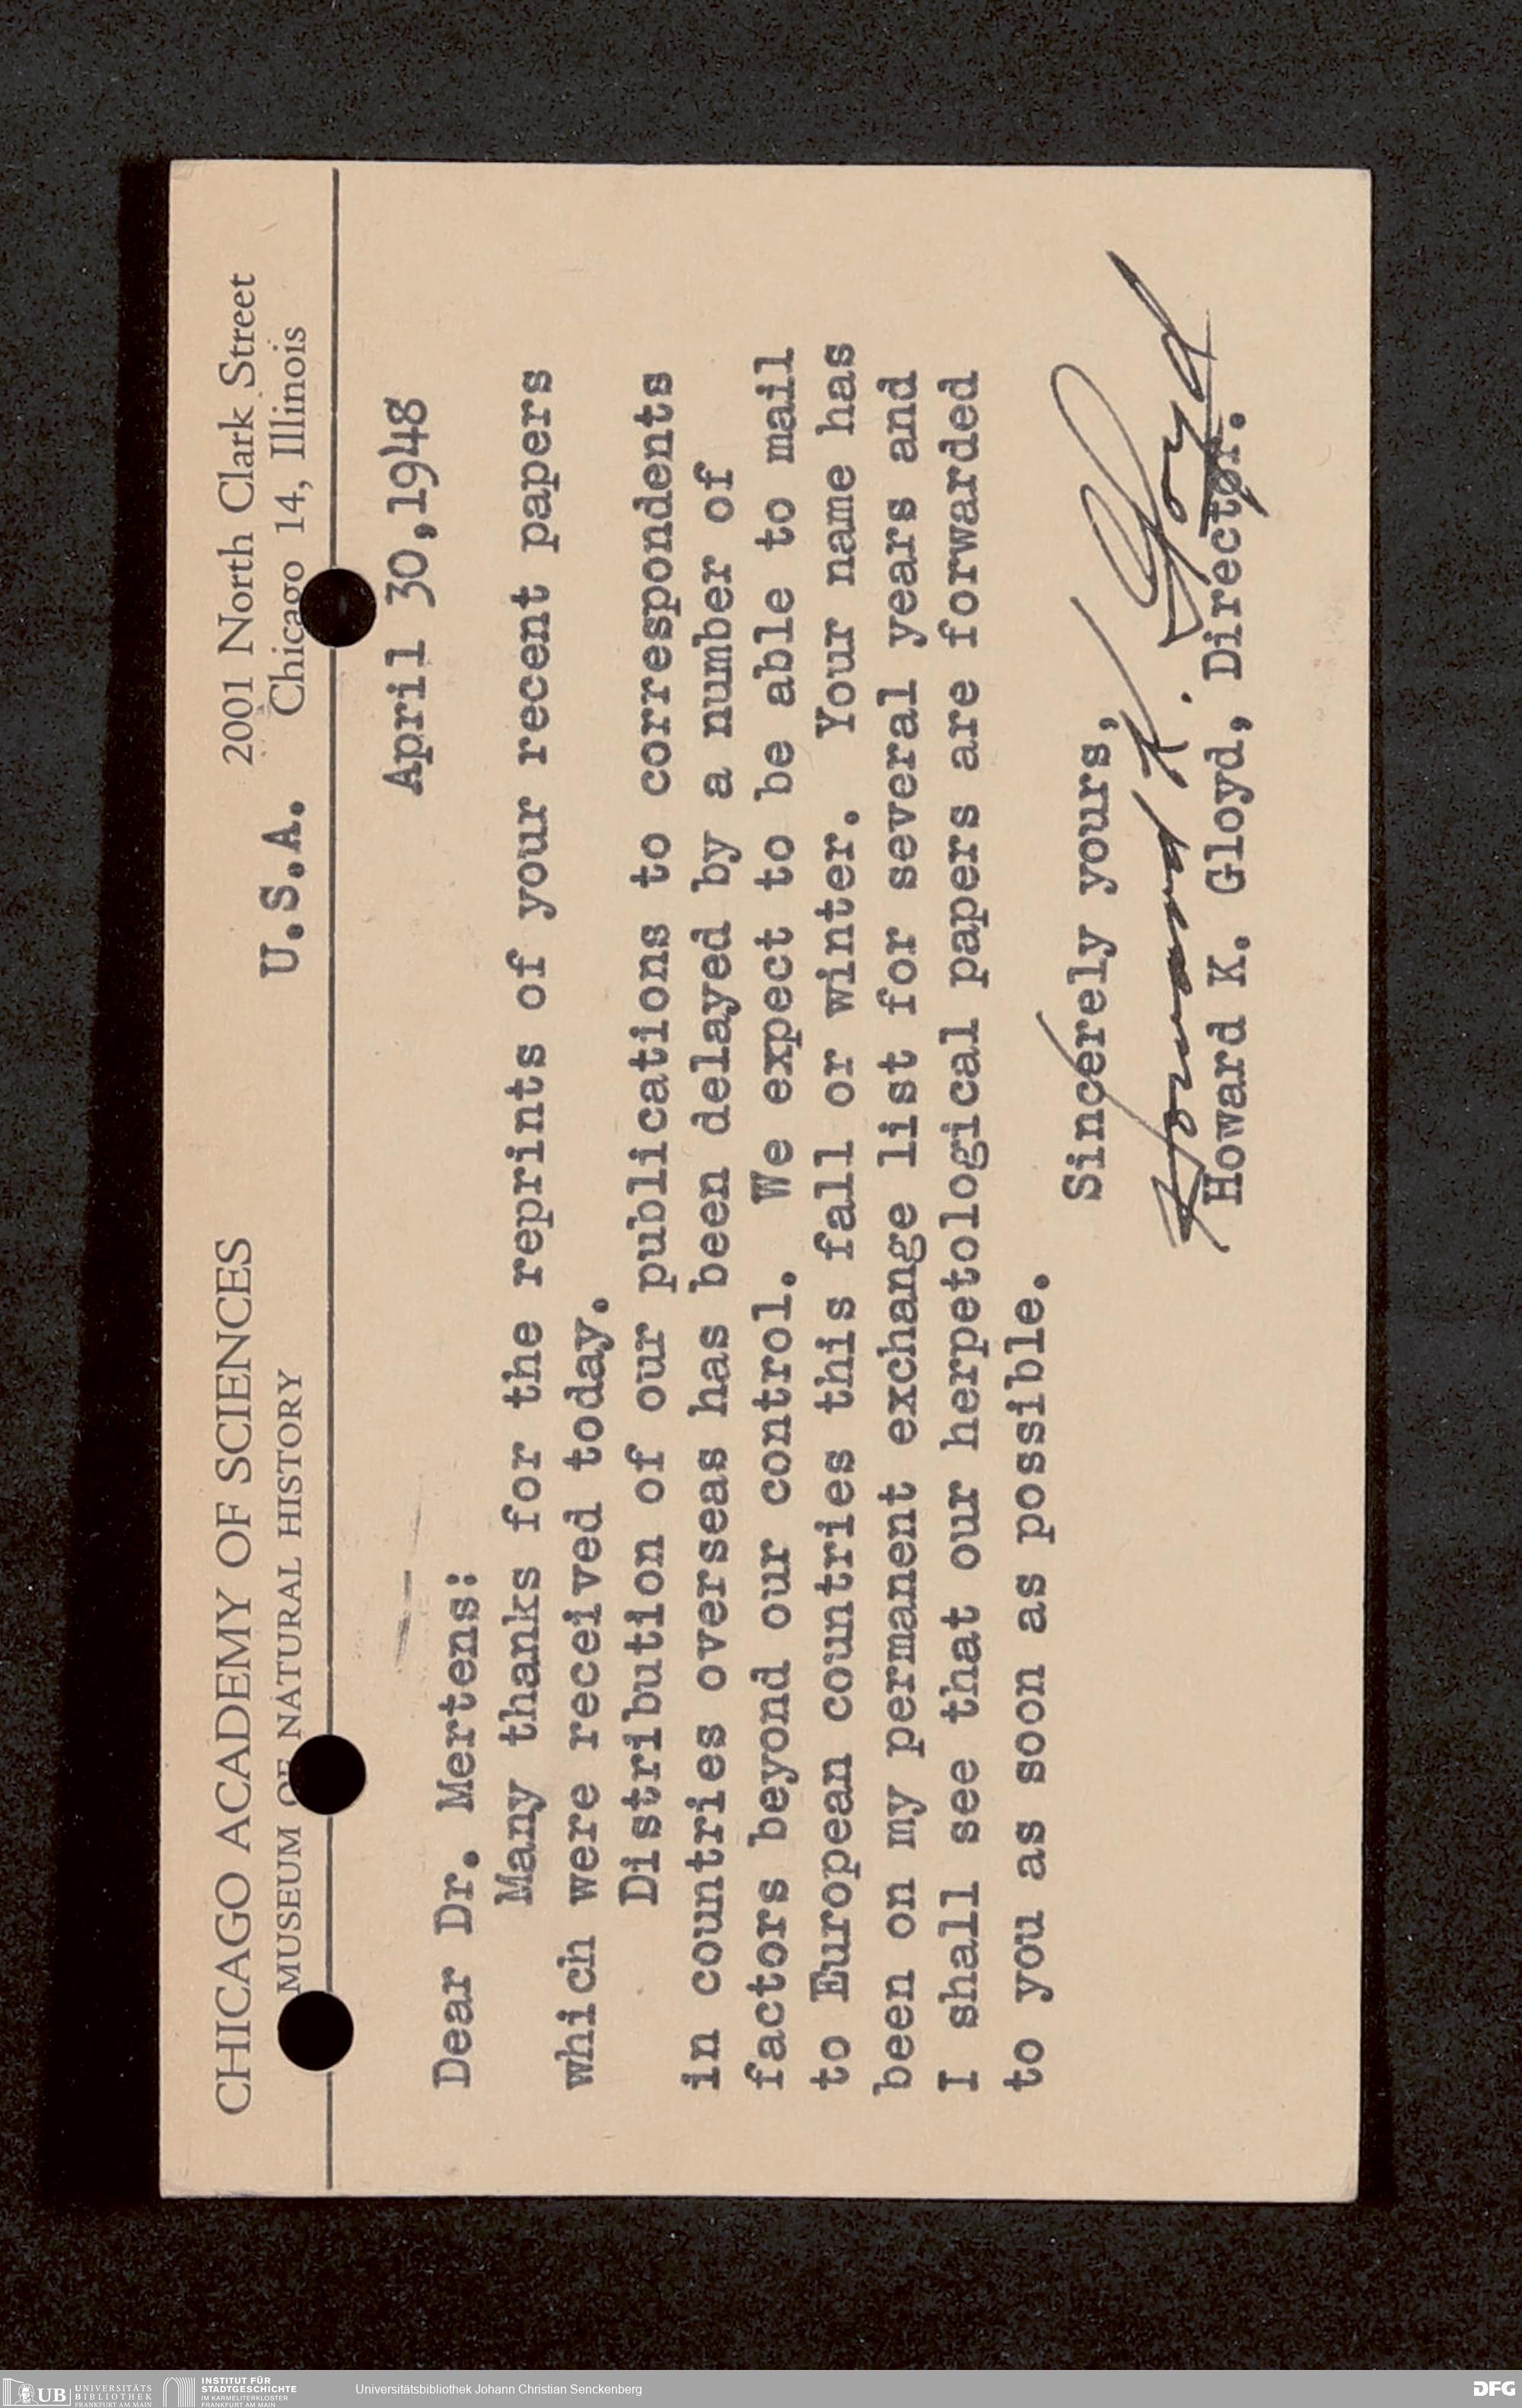 CHICAGO ACADEMY OF SCIENCES
MUSEUM OF NATURAL HISTORY
2001 North Clark Street
U.S.A. Chicago 14, Illinois
April 30,1948
Dear Dr. Mertens:
Many thanks for the reprints of your recent papers
which were received today.
Distribution of our publications to correspondents
in countries overseas has been delayed by a number of
factors beyond our control. We expect to be able to mail
to European countries this fall or winter. Your name has
been on my permanent exchange list for several years and
I shall see that our herpetological papers are forwarded
to you as soon as possible.
Sincerely yours,
Howard K. Gloyd
Howard K. Gloyd, Director.
UB UNIVERSITÄTS
BIBLIOTHEK
FRANKFURT AM MAIN
INSTITUT FÜR
STADTGESCHICHTE
IM KARMELITERKLOSTER
FRANKFURT AM MAIN
Universitätsbibliothek Johann Christian Senckenberg
DFG